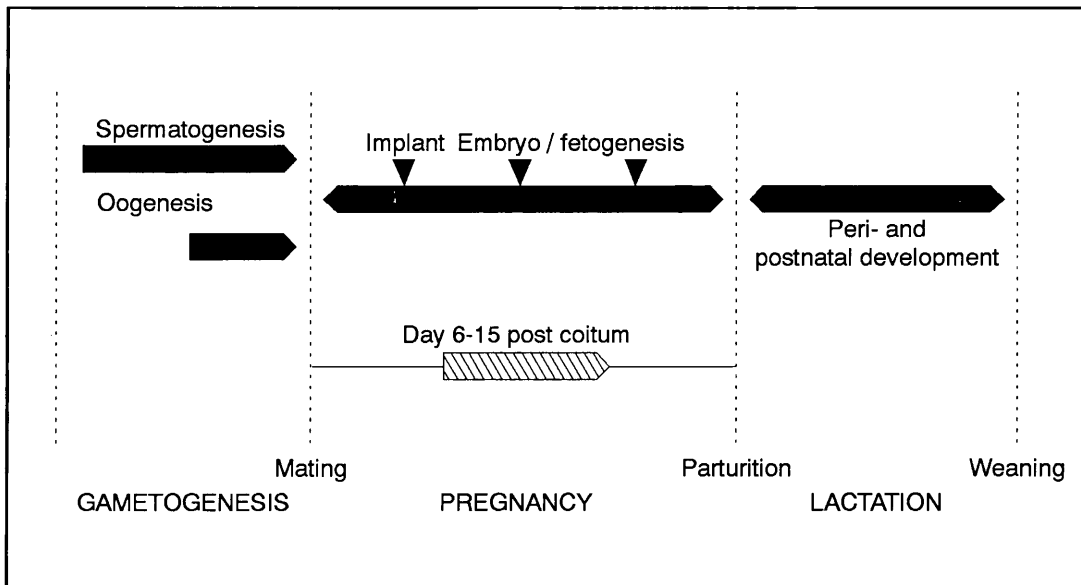 Spermatogenesis
Implant Embryo / fetogenesis
Oogenesis
Peri- and
postnatal development
Day 6-15 post coitum
Mating
Parturition
Weaning
GAMETOGENESIS
PREGNANCY
LACTATION